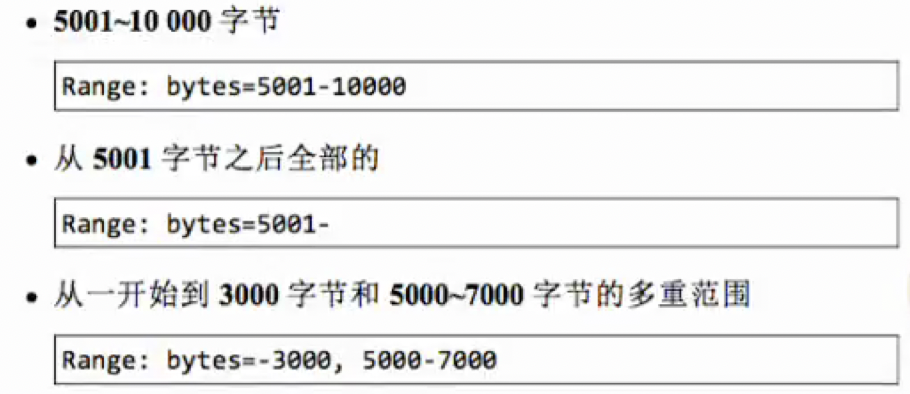 • 5001~10 000 字节
Range: bytes=5001-10000
• 从 5001 字节之后全部的
Range: bytes=5001-
• 从一开始到 3000 字节和 5000~7000 字节的多重范围
Range: bytes=-3000, 5000-7000